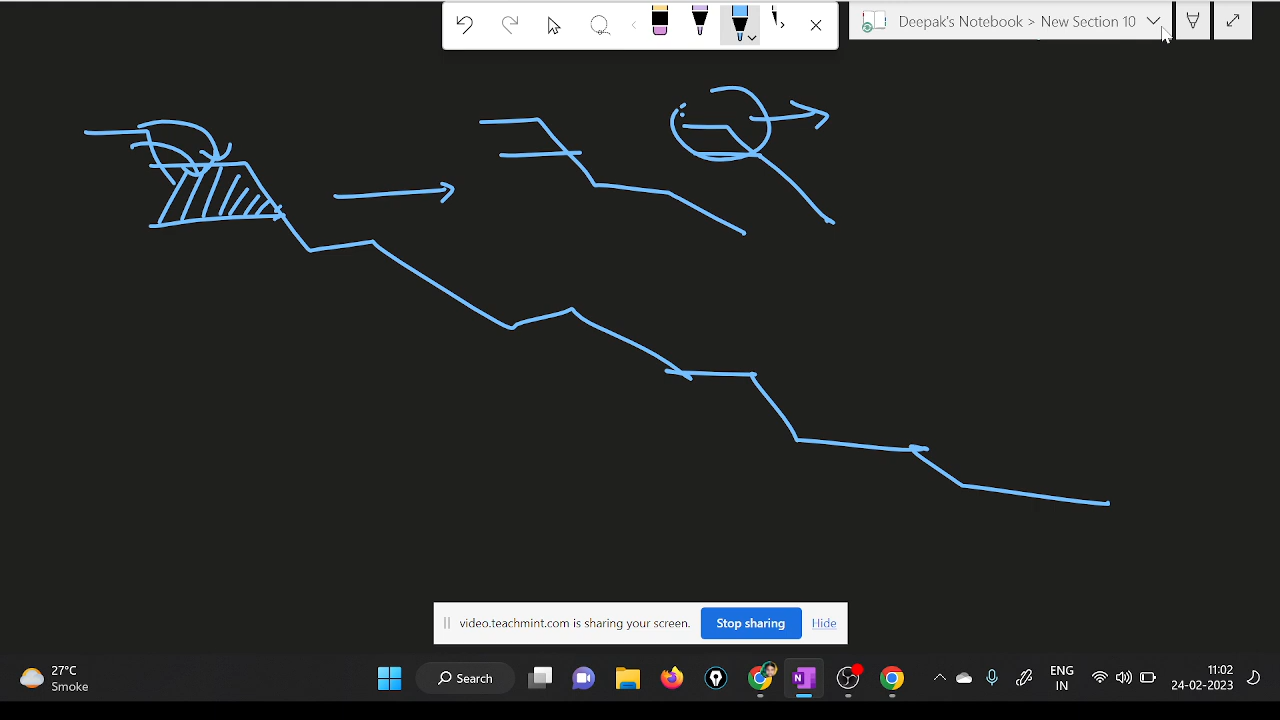 Deepak's Notebook > New Section 10
video.teachmint.com is sharing your screen.
Stop sharing
Hide
27°C
Smoke
Search
ENG
IN
11:02
24-02-2023